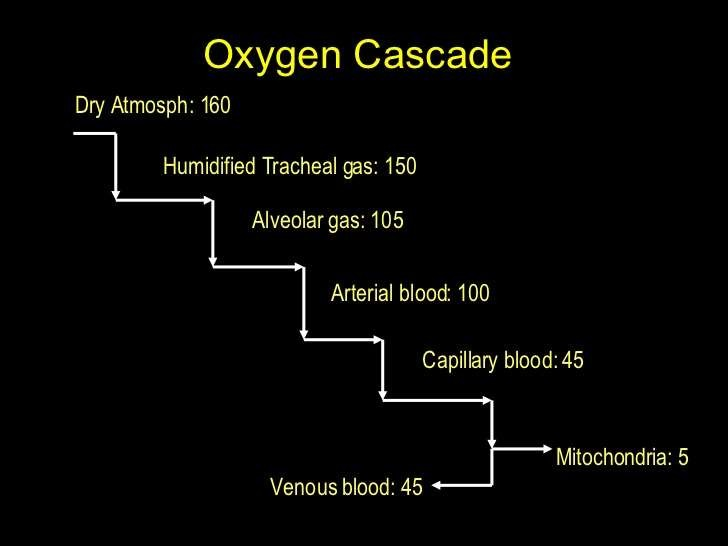 Oxygen Cascade
Dry Atmosph: 160
Humidified Tracheal gas: 150
Alveolar gas: 105
Arterial blood: 100
Capillary blood: 45
Mitochondria: 5
Venous blood: 45